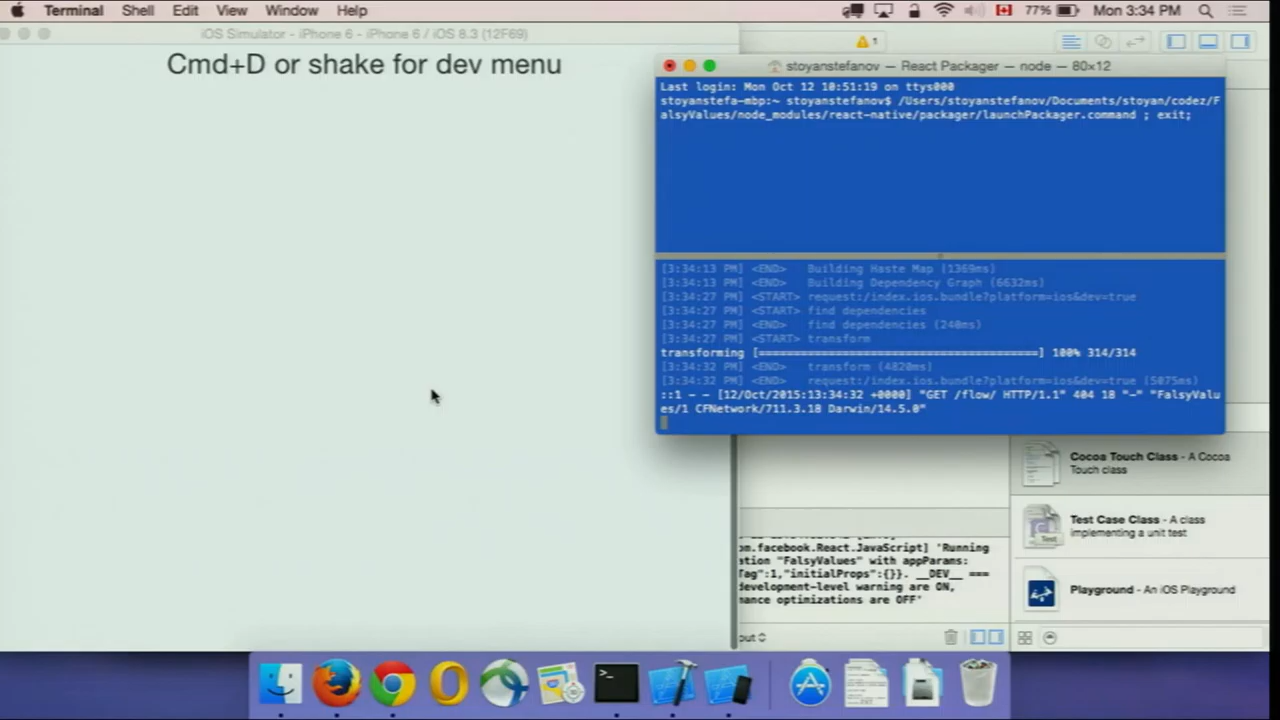 Terminal Shell Edit View Window Help 77% Mon 3:34 PM
iOS Simulator - iPhone 6 - iPhone 6 / iOS 8.3 (12F69)
Cmd+D or shake for dev menu
1
stoyanstefanov — React Packager — node — 80×12
Last login: Mon Oct 12 10:51:19 on ttys000
stoyanstefa-mbp:~ stoyanstefanov$ /Users/stoyanstefanov/Documents/stoyan/codez/F
alsyValues/node_modules/react-native/packager/launchPackager.command ; exit;
[3:34:13 PM] <END> Building Haste Map (1369ms)
[3:34:13 PM] <END> Building Dependency Graph (6632ms)
[3:34:27 PM] <START> request:/index.ios.bundle?platform=ios&dev=true
[3:34:27 PM] <START> find dependencies
[3:34:27 PM] <END> find dependencies (240ms)
[3:34:27 PM] <START> transform
transforming [========================================] 100% 314/314
[3:34:32 PM] <END> transform (4820ms)
[3:34:32 PM] <END> request:/index.ios.bundle?platform=ios&dev=true (5075ms)
::1 - - [12/Oct/2015:13:34:32 +0000] "GET /flow/ HTTP/1.1" 404 18 "-" "FalsyValu
es/1 CFNetwork/711.3.18 Darwin/14.5.0"
Cocoa Touch Class - A Cocoa
Touch class
Test Case Class - A class
implementing a unit test
Playground - An iOS Playground
om.facebook.React.JavaScript] 'Running
ation "FalsyValues" with appParams:
Tag":1,"initialProps":{}}. __DEV__ ===
development-level warning are ON,
mance optimizations are OFF'
out